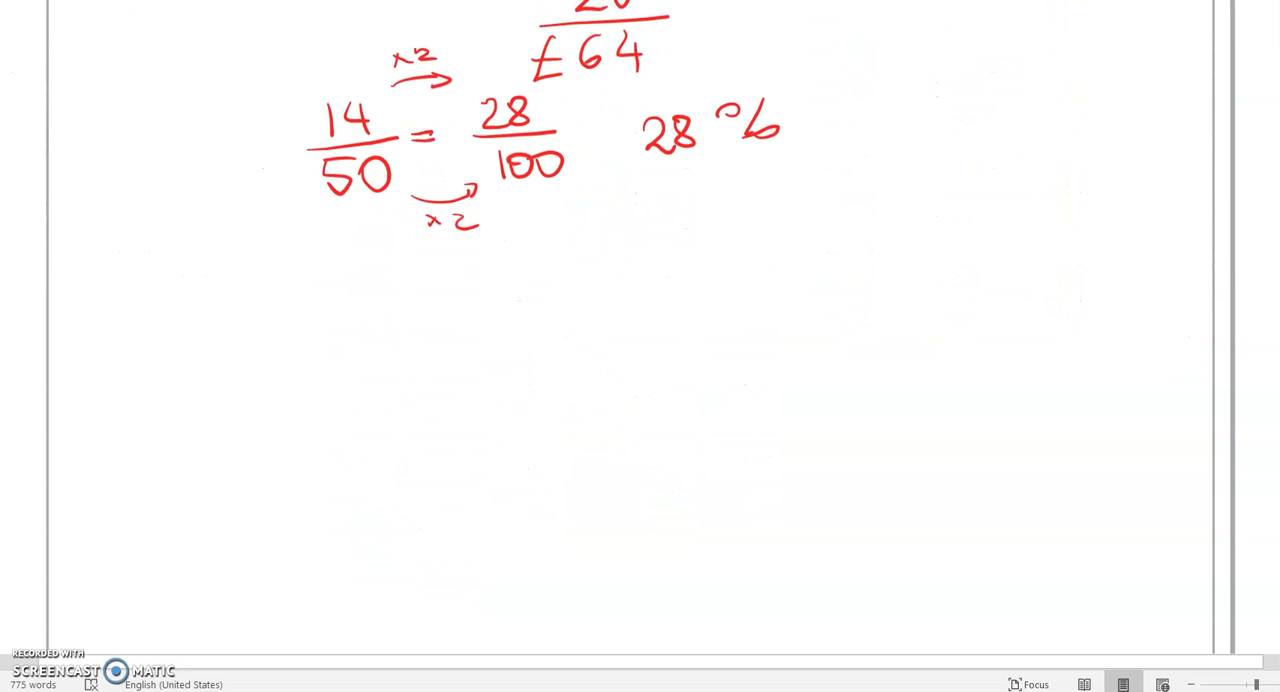 £64
×2
14/50 = 28/100 28%
×2
RECORDED WITH
SCREENCAST MATIC
775 words English (United States) Focus